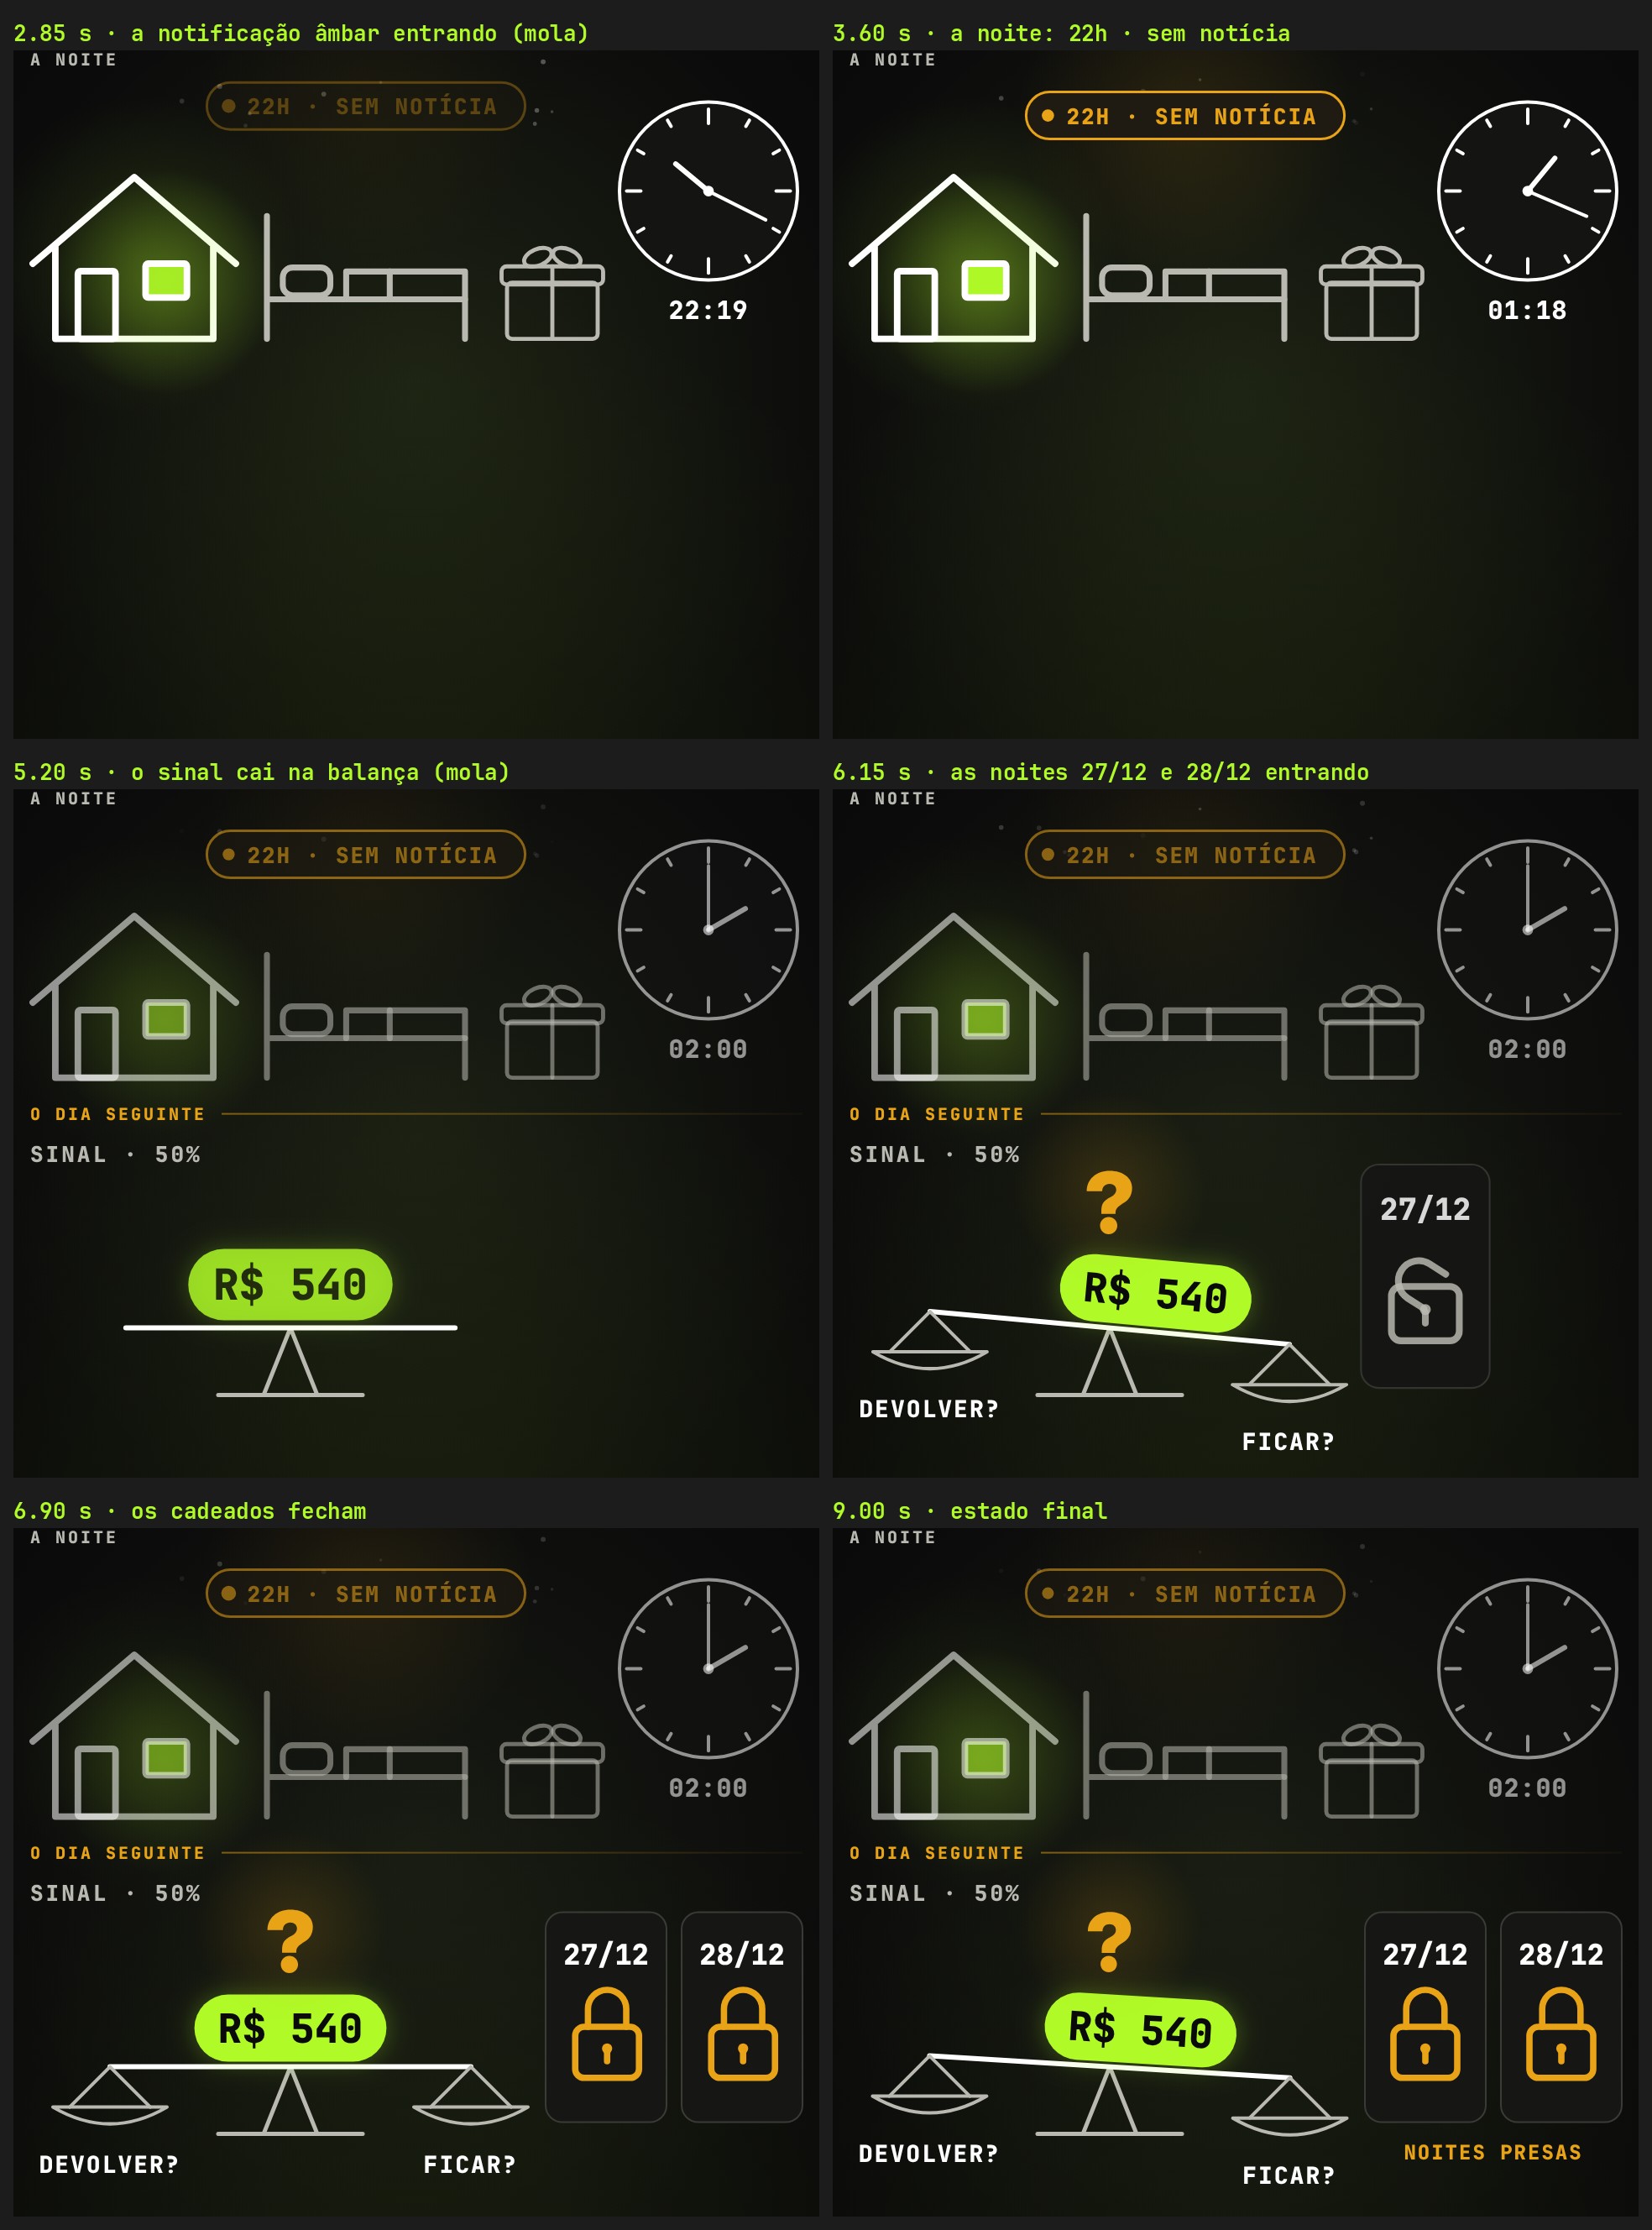 2.85 s · a notificação âmbar entrando (mola)
A NOITE
22H · SEM NOTÍCIA
22:19
3.60 s · a noite: 22h · sem notícia
A NOITE
22H · SEM NOTÍCIA
01:18
5.20 s · o sinal cai na balança (mola)
A NOITE
22H · SEM NOTÍCIA
02:00
O DIA SEGUINTE
SINAL · 50%
R$ 540
6.15 s · as noites 27/12 e 28/12 entrando
A NOITE
22H · SEM NOTÍCIA
02:00
O DIA SEGUINTE
SINAL · 50%
?
27/12
R$ 540
DEVOLVER?
FICAR?
6.90 s · os cadeados fecham
A NOITE
22H · SEM NOTÍCIA
02:00
O DIA SEGUINTE
SINAL · 50%
?
27/12 28/12
R$ 540
DEVOLVER? FICAR?
9.00 s · estado final
A NOITE
22H · SEM NOTÍCIA
02:00
O DIA SEGUINTE
SINAL · 50%
?
27/12 28/12
R$ 540
DEVOLVER?
FICAR?
NOITES PRESAS